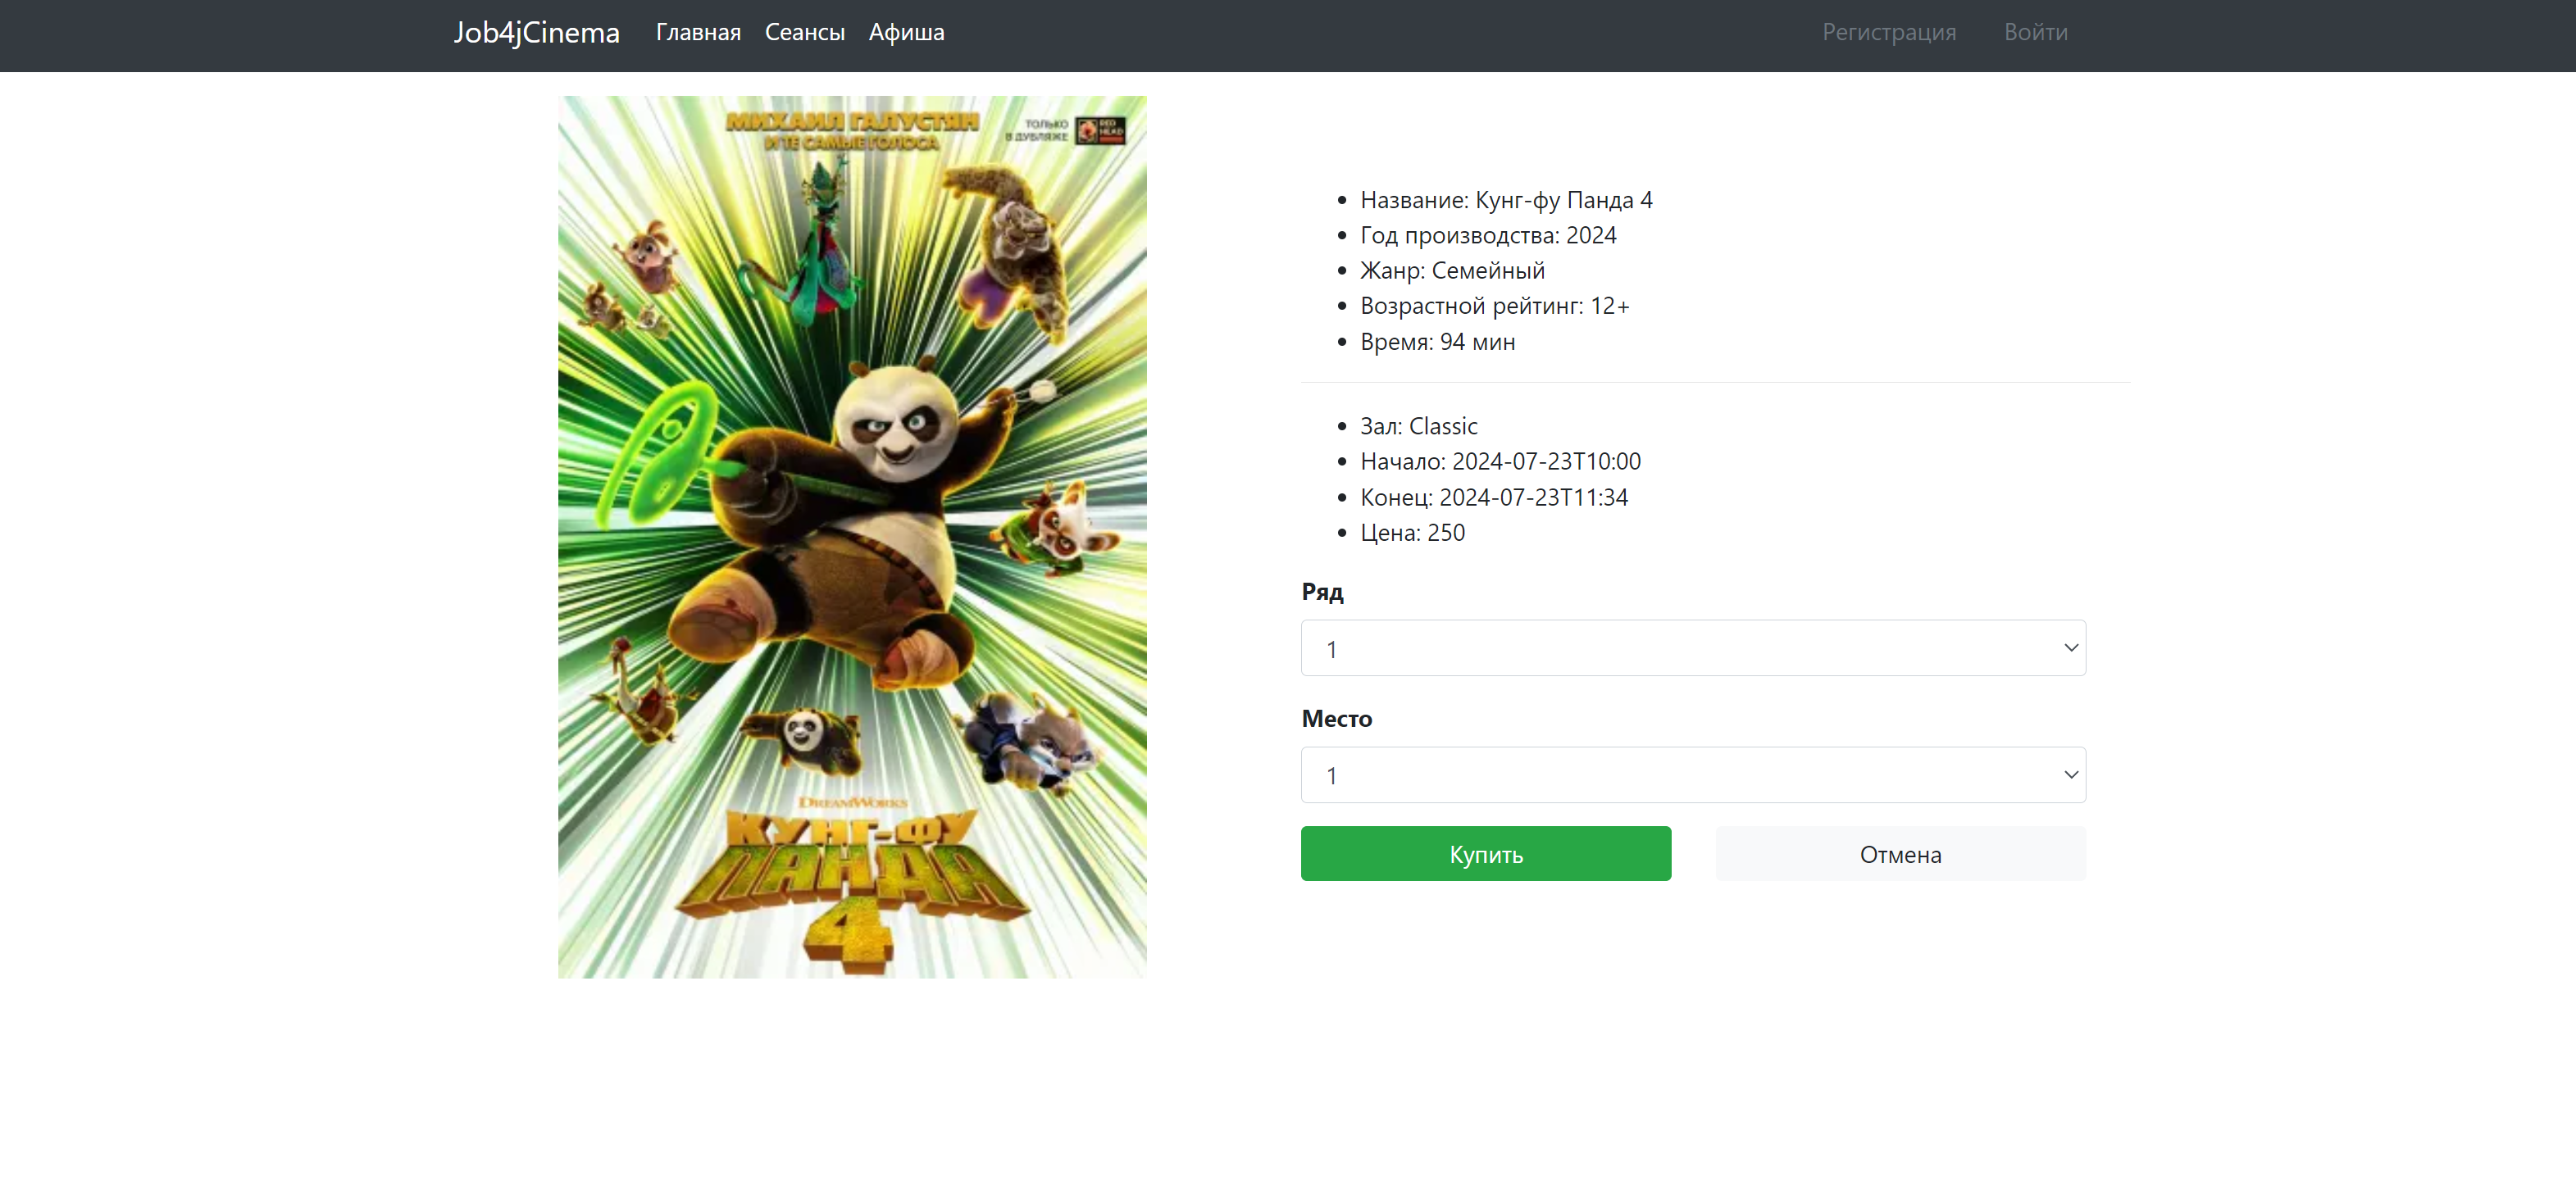 Job4jCinema Главная Сеансы Афиша Регистрация Войти
МИХАИЛ ГАЛУСТЯН
И ТЕ САМЫЕ ГОЛОСА
ТОЛЬКО
В ДУБЛЯЖЕ
RED
HEAD
DREAMWORKS
КУНГ-ФУ
ПАНДА
4
Название: Кунг-фу Панда 4
Год производства: 2024
Жанр: Семейный
Возрастной рейтинг: 12+
Время: 94 мин
Зал: Classic
Начало: 2024-07-23T10:00
Конец: 2024-07-23T11:34
Цена: 250
Ряд
1
Место
1
Купить Отмена